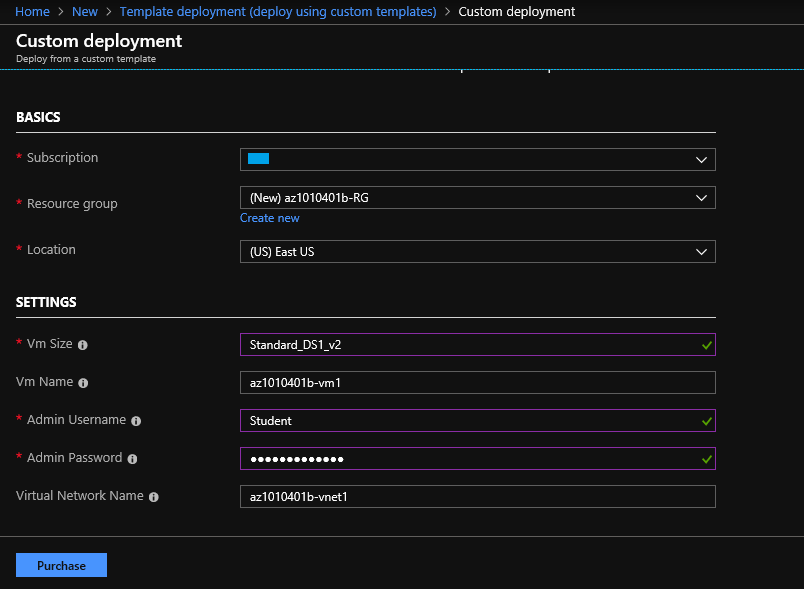 Home > New > Template deployment (deploy using custom templates) > Custom deployment
Custom deployment
Deploy from a custom template
BASICS
* Subscription
* Resource group
(New) az1010401b-RG
Create new
* Location
(US) East US
SETTINGS
* Vm Size
Standard_DS1_v2
Vm Name
az1010401b-vm1
* Admin Username
Student
* Admin Password
•••••••••••••
Virtual Network Name
az1010401b-vnet1
Purchase